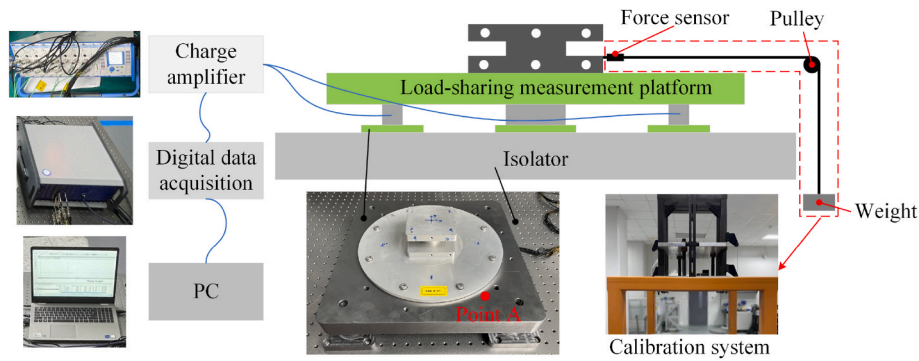 Force sensor
Pulley
Charge
amplifier
Load-sharing measurement platform
Digital data
acquisition
Isolator
Weight
PC
Point A
Calibration system